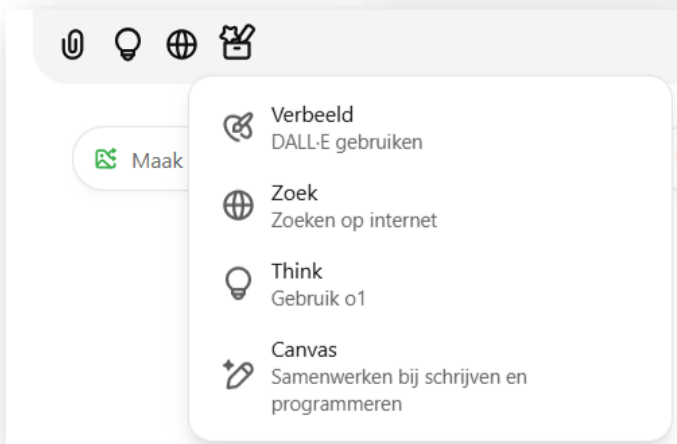 Maak
Verbeeld
DALL·E gebruiken
Zoek
Zoeken op internet
Think
Gebruik o1
Canvas
Samenwerken bij schrijven en
programmeren